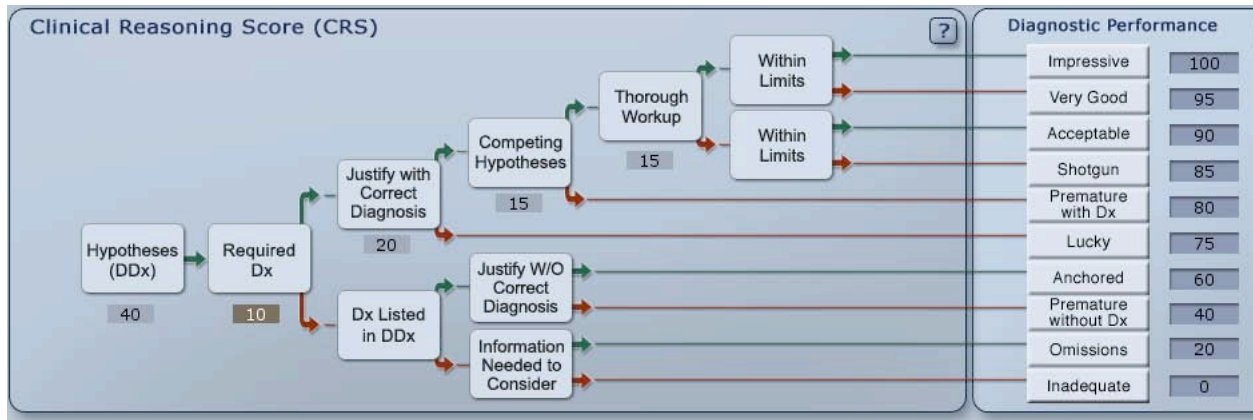 Clinical Reasoning Score (CRS)
?
Hypotheses
(DDx)
40
Required
Dx
10
Justify with
Correct
Diagnosis
20
Competing
Hypotheses
15
Thorough
Workup
15
Within
Limits
Within
Limits
Dx Listed
in DDx
Justify W/O
Correct
Diagnosis
Information
Needed to
Consider
Diagnostic Performance
Impressive 100
Very Good 95
Acceptable 90
Shotgun 85
Premature
with Dx 80
Lucky 75
Anchored 60
Premature
without Dx 40
Omissions 20
Inadequate 0